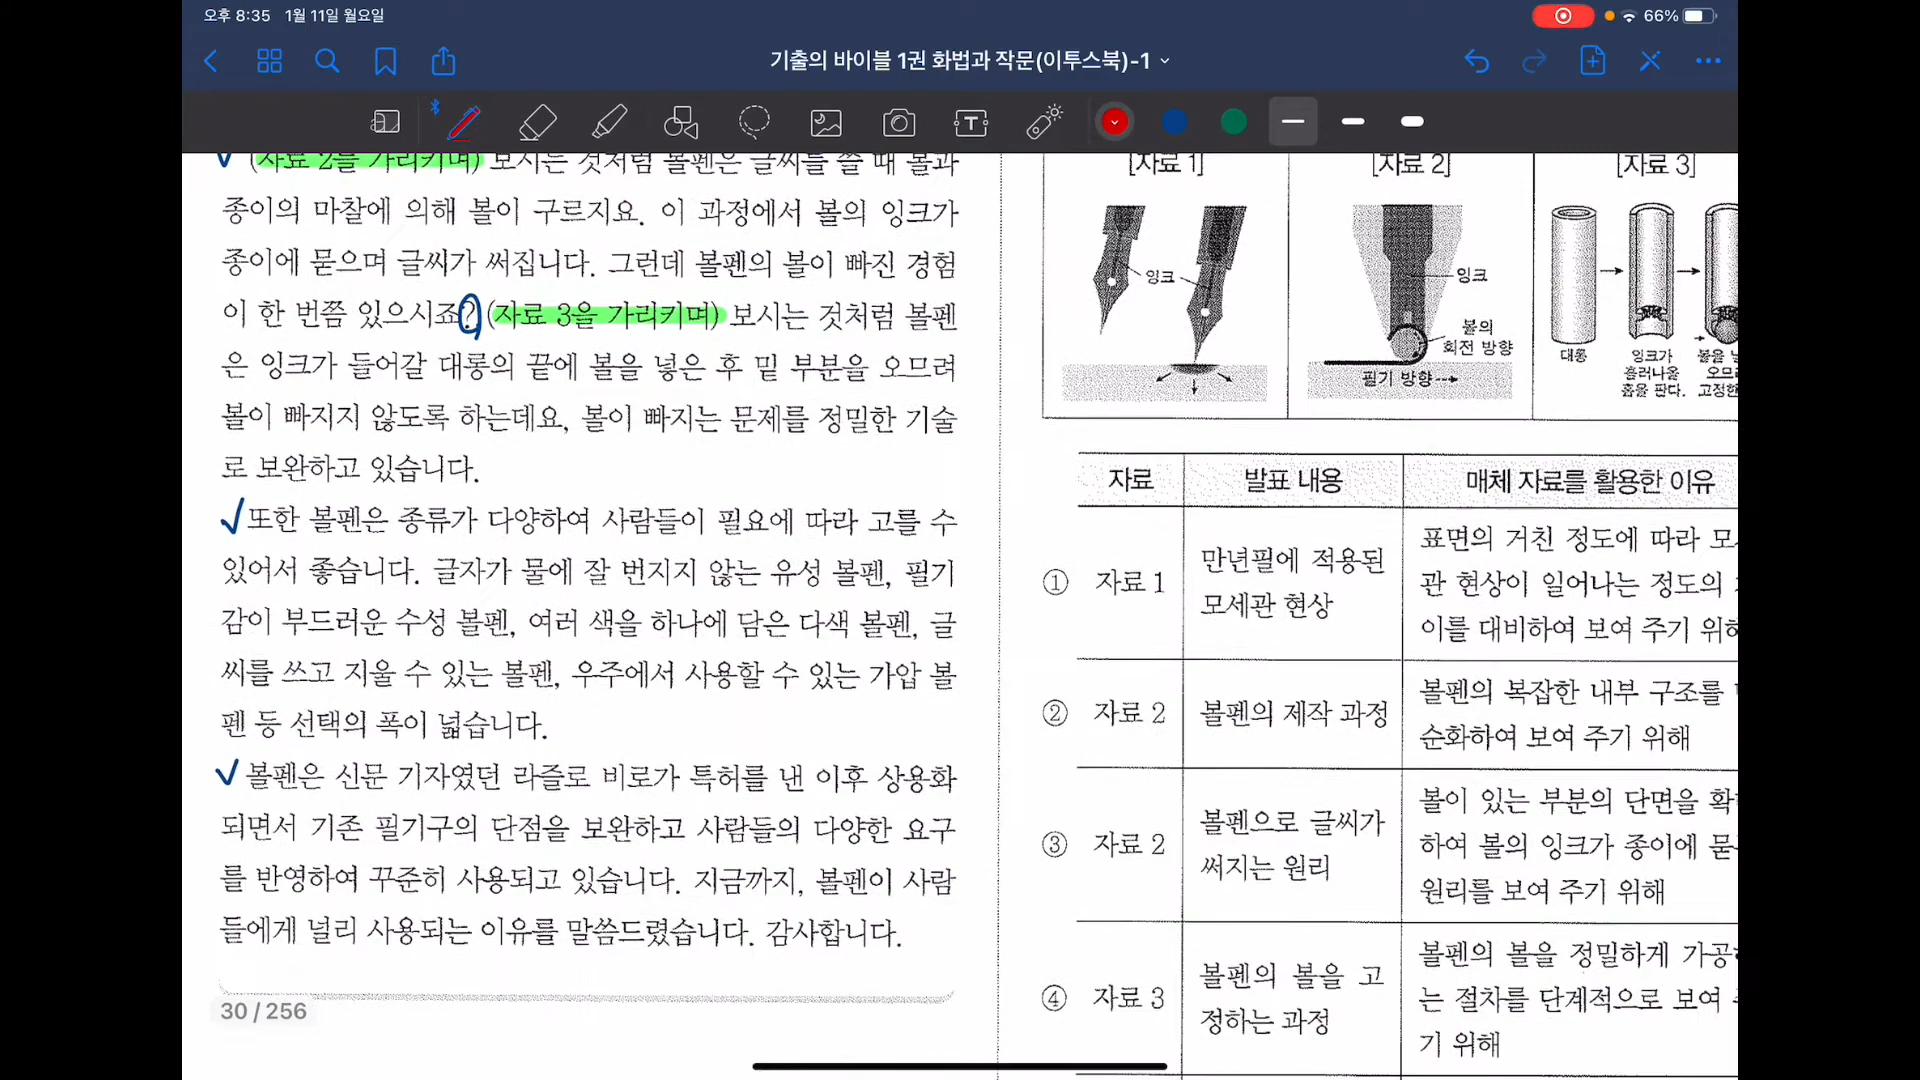 오후 8:35 1월 11일 월요일
66%
기출의 바이블 1권 화법과 작문(이투스북)-1
(자료 2를 가리키며) 보시는 것처럼 볼펜은 글씨를 쓸 때 볼과
종이의 마찰에 의해 볼이 구르지요. 이 과정에서 볼의 잉크가
종이에 묻으며 글씨가 써집니다. 그런데 볼펜의 볼이 빠진 경험
이 한 번쯤 있으시죠? (자료 3을 가리키며) 보시는 것처럼 볼펜
은 잉크가 들어갈 대롱의 끝에 볼을 넣은 후 밑 부분을 오므려
볼이 빠지지 않도록 하는데요, 볼이 빠지는 문제를 정밀한 기술
로 보완하고 있습니다.
또한 볼펜은 종류가 다양하여 사람들이 필요에 따라 고를 수
있어서 좋습니다. 글자가 물에 잘 번지지 않는 유성 볼펜, 필기
감이 부드러운 수성 볼펜, 여러 색을 하나에 담은 다색 볼펜, 글
씨를 쓰고 지울 수 있는 볼펜, 우주에서 사용할 수 있는 가압 볼
펜 등 선택의 폭이 넓습니다.
볼펜은 신문 기자였던 라즐로 비로가 특허를 낸 이후 상용화
되면서 기존 필기구의 단점을 보완하고 사람들의 다양한 요구
를 반영하여 꾸준히 사용되고 있습니다. 지금까지, 볼펜이 사람
들에게 널리 사용되는 이유를 말씀드렸습니다. 감사합니다.
30 / 256
[자료 1] [자료 2] [자료 3]
잉크
잉크
볼의
회전 방향
필기 방향
대롱
잉크가
흘러나올
홈을 판다.
볼을
오므
고정한
자료 발표 내용 매체 자료를 활용한 이유
① 자료 1
만년필에 적용된
모세관 현상
표면의 거친 정도에 따라 모
관 현상이 일어나는 정도의
이를 대비하여 보여 주기 위해
② 자료 2
볼펜의 제작 과정
볼펜의 복잡한 내부 구조를
순화하여 보여 주기 위해
③ 자료 2
볼펜으로 글씨가
써지는 원리
볼이 있는 부분의 단면을 확
하여 볼의 잉크가 종이에 묻
원리를 보여 주기 위해
④ 자료 3
볼펜의 볼을 고
정하는 과정
볼펜의 볼을 정밀하게 가공
는 절차를 단계적으로 보여
기 위해